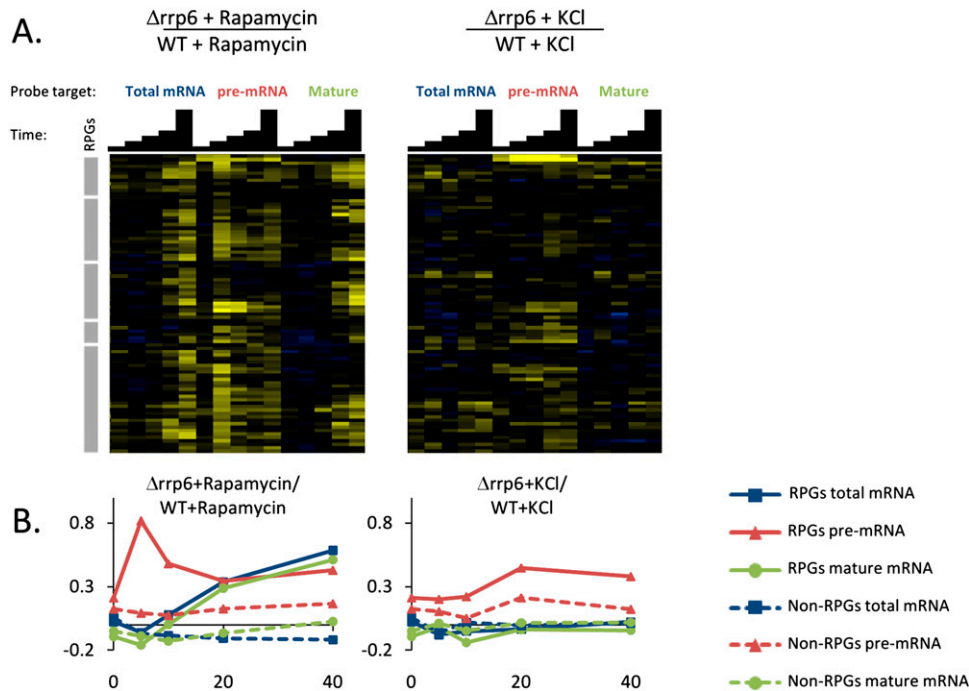 A.
Δrrp6 + Rapamycin
WT + Rapamycin
Δrrp6 + KCl
WT + KCl
Probe target: Total mRNA pre-mRNA Mature Total mRNA pre-mRNA Mature
Time:
RPGs
B.
Δrrp6+Rapamycin/
WT+Rapamycin
Δrrp6+KCl/
WT+KCl
0.8
0.3
-0.2
0 20 40
0.8
0.3
-0.2
0 20 40
RPGs total mRNA
RPGs pre-mRNA
RPGs mature mRNA
Non-RPGs total mRNA
Non-RPGs pre-mRNA
Non-RPGs mature mRNA